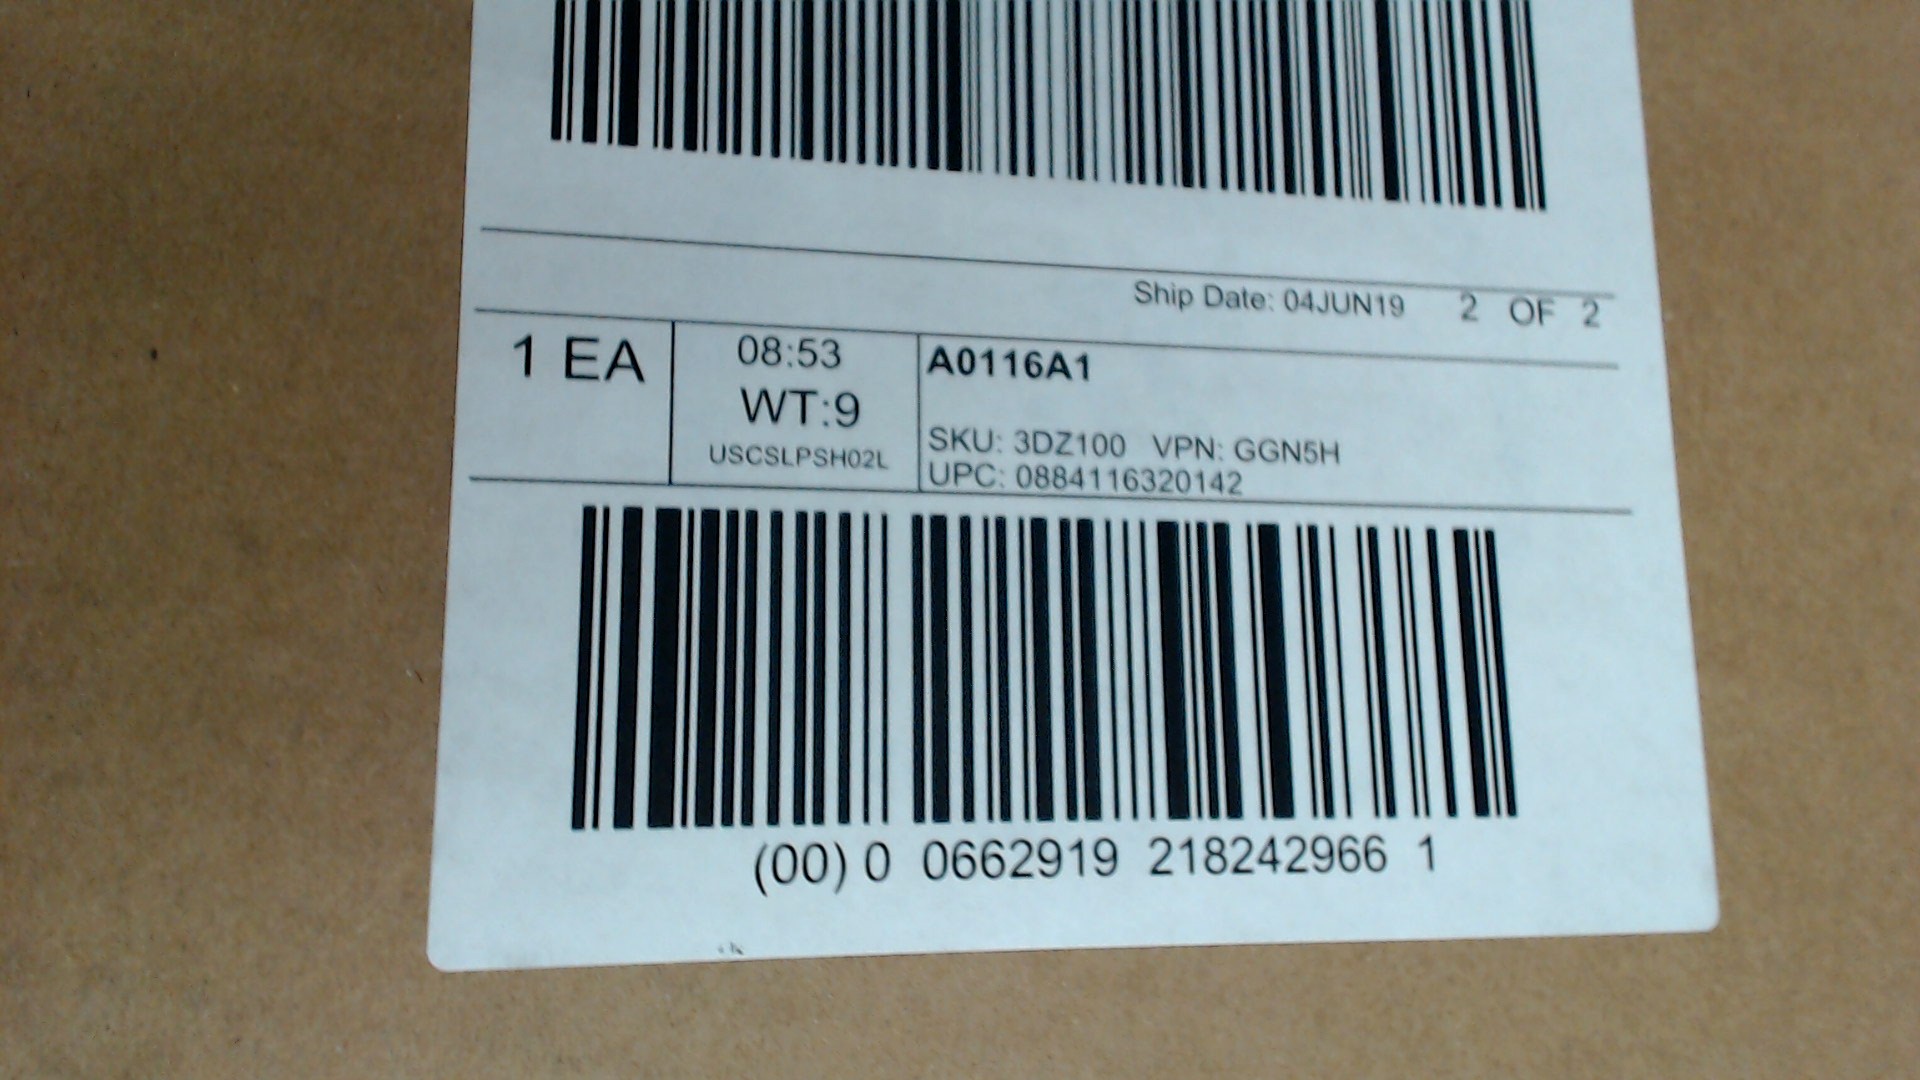 Ship Date: 04JUN19 2 OF 2
1 EA
08:53
WT:9
USCSLPSH02L
A0116A1
SKU: 3DZ100 VPN: GGN5H
UPC: 0884116320142
(00) 0 0662919 218242966 1